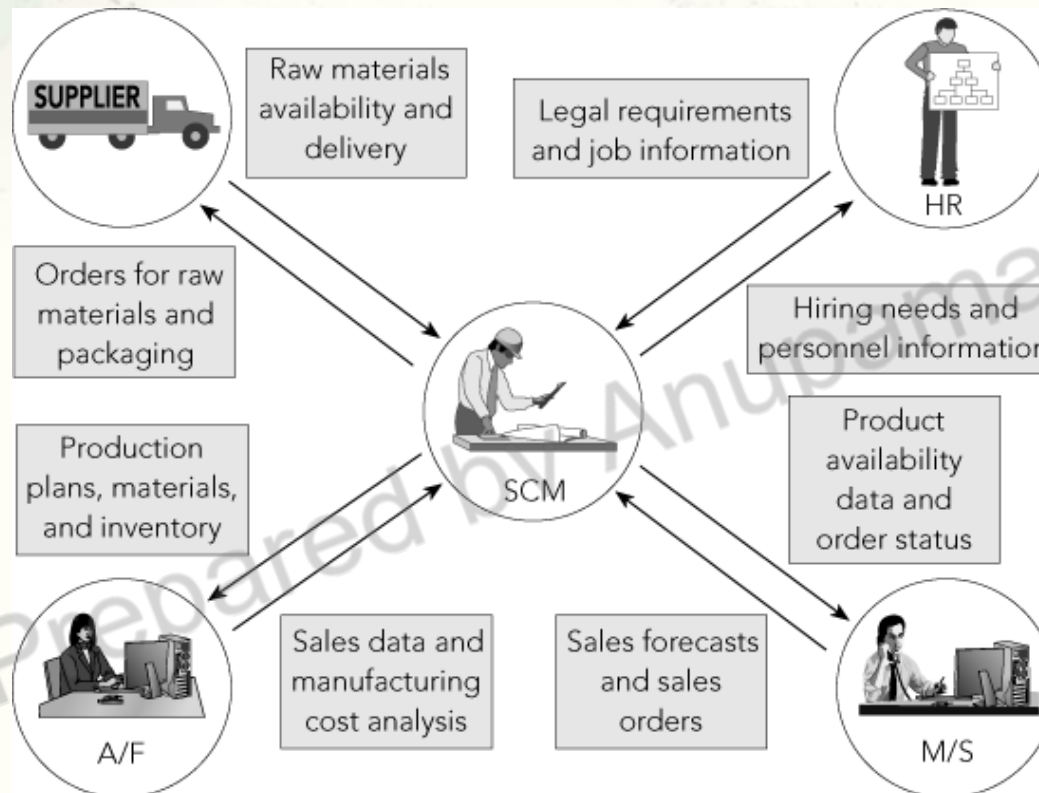 SUPPLIER
Raw materials
availability and
delivery
Legal requirements
and job information
HR
Orders for raw
materials and
packaging
Hiring needs and
personnel information
SCM
Production
plans, materials,
and inventory
Product
availability
data and
order status
A/F
Sales data and
manufacturing
cost analysis
Sales forecasts
and sales
orders
M/S
Prepared by Anupama